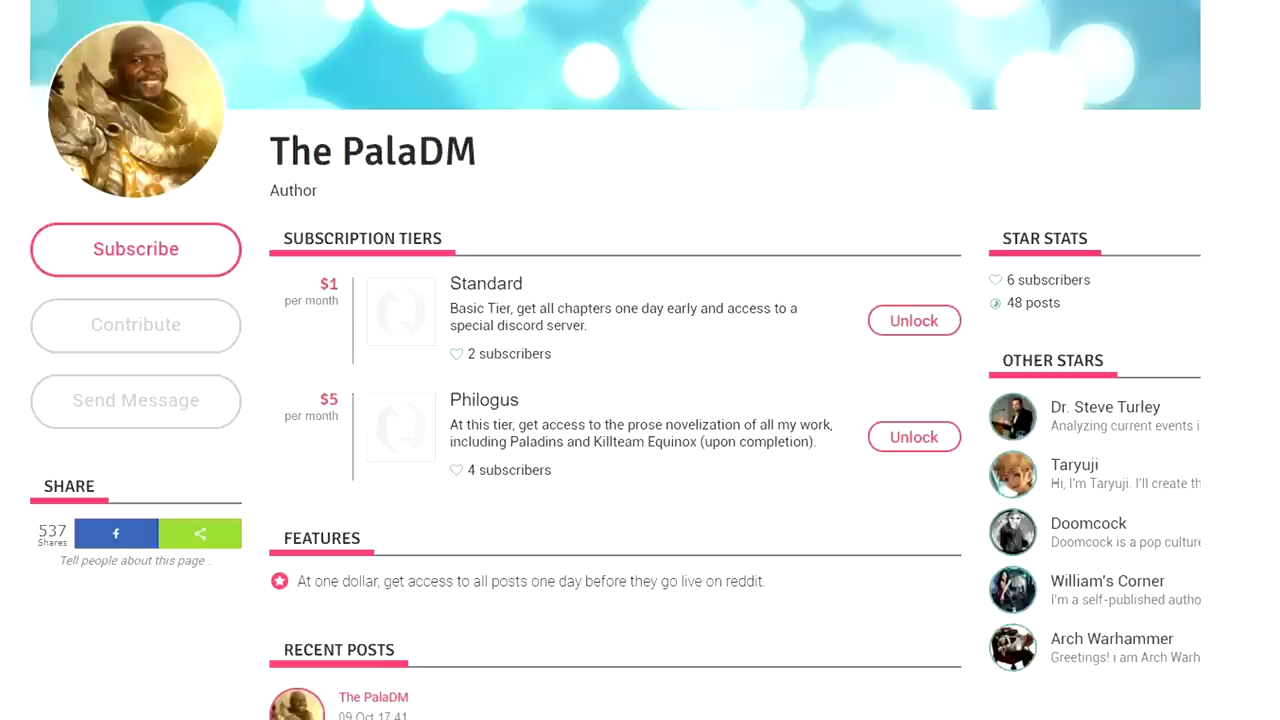 The PalaDM
Author
Subscribe
Contribute
Send Message
SHARE
537
Shares
Tell people about this page
SUBSCRIPTION TIERS
$1
per month
Standard
Basic Tier, get all chapters one day early and access to a
special discord server.
2 subscribers
Unlock
$5
per month
Philogus
At this tier, get access to the prose novelization of all my work,
including Paladins and Killteam Equinox (upon completion).
4 subscribers
Unlock
FEATURES
At one dollar, get access to all posts one day before they go live on reddit.
RECENT POSTS
The PalaDM
09 Oct 17:41
STAR STATS
6 subscribers
48 posts
OTHER STARS
Dr. Steve Turley
Analyzing current events i
Taryuji
Hi, I'm Taryuji. I'll create th
Doomcock
Doomcock is a pop culture
William's Corner
I'm a self-published autho
Arch Warhammer
Greetings! i am Arch Warh